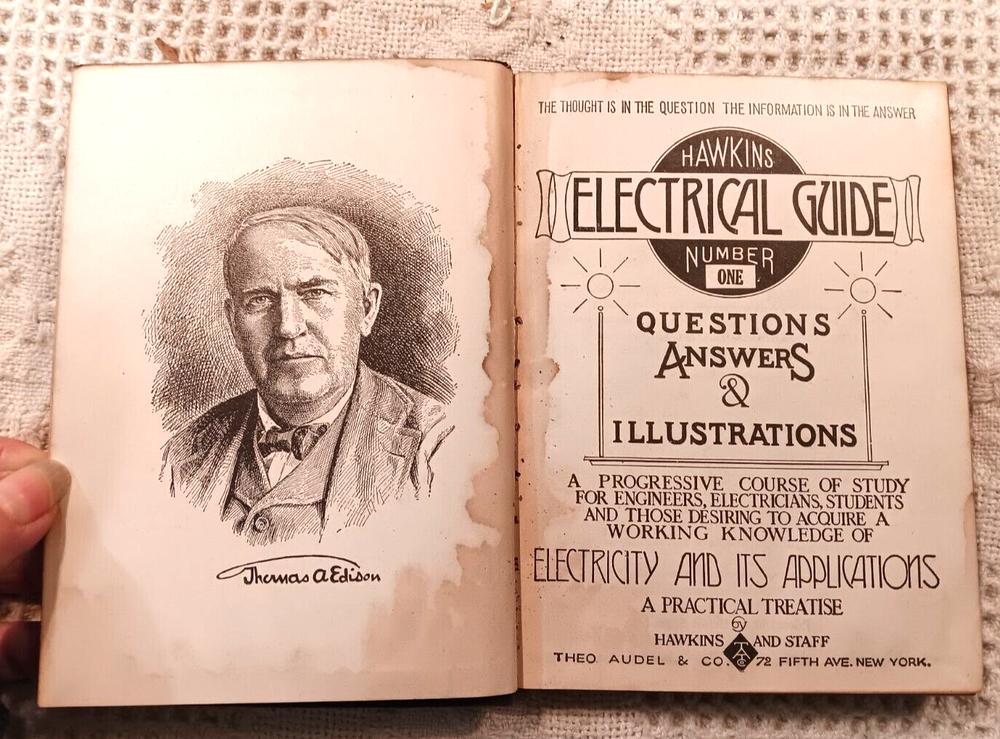 Thomas A Edison
THE THOUGHT IS IN THE QUESTION THE INFORMATION IS IN THE ANSWER
HAWKINS
ELECTRICAL GUIDE
NUMBER
ONE
QUESTIONS
ANSWERS
&
ILLUSTRATIONS
A PROGRESSIVE COURSE OF STUDY
FOR ENGINEERS, ELECTRICIANS, STUDENTS
AND THOSE DESIRING TO ACQUIRE A
WORKING KNOWLEDGE OF
ELECTRICITY AND ITS APPLICATIONS
A PRACTICAL TREATISE
by
HAWKINS AND STAFF
THEO. AUDEL & CO. 72 FIFTH AVE. NEW YORK.